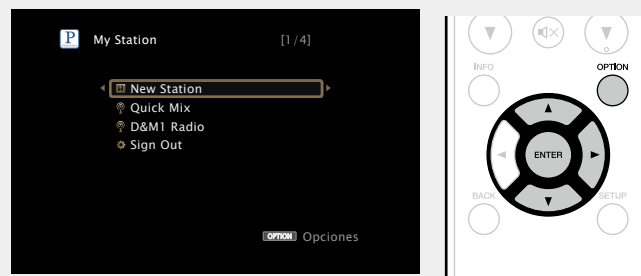 P My Station [1/4]
New Station
Quick Mix
D&M1 Radio
Sign Out
OPTION Opciones
INFO OPTION
ENTER
BACK SETUP